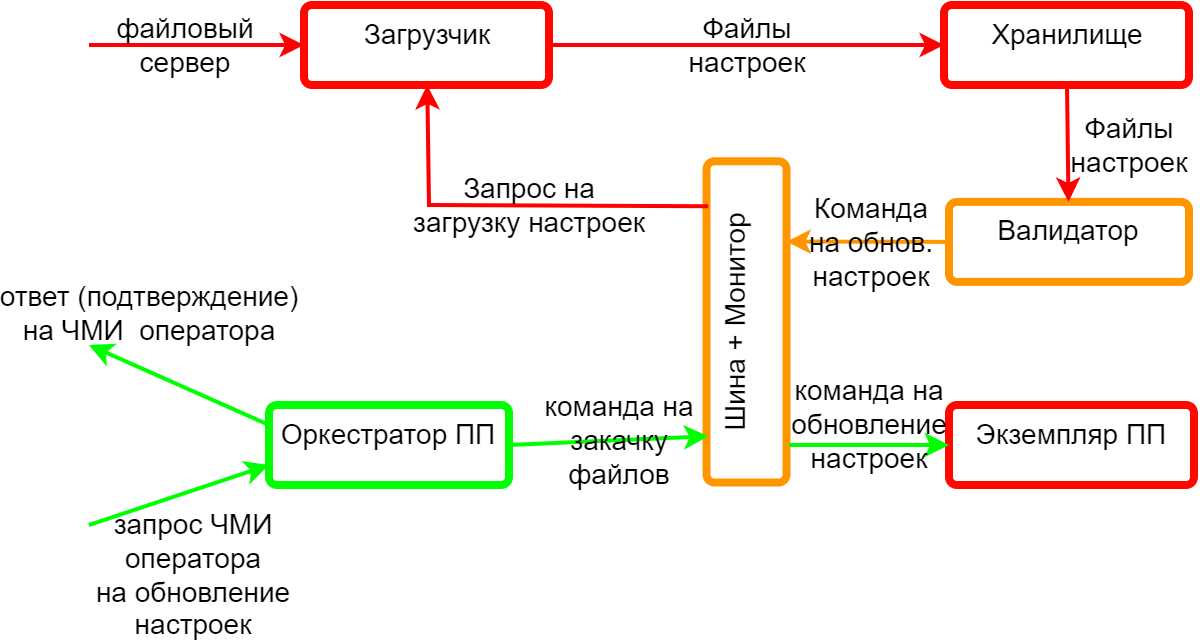 файловый
сервер
Загрузчик
Файлы
настроек
Хранилище
Файлы
настроек
Запрос на
загрузку настроек
Шина + Монитор
Команда
на обнов.
настроек
Валидатор
ответ (подтверждение)
на ЧМИ оператора
Оркестратор ПП
команда на
закачку
файлов
команда на
обновление
настроек
Экземпляр ПП
запрос ЧМИ
оператора
на обновление
настроек